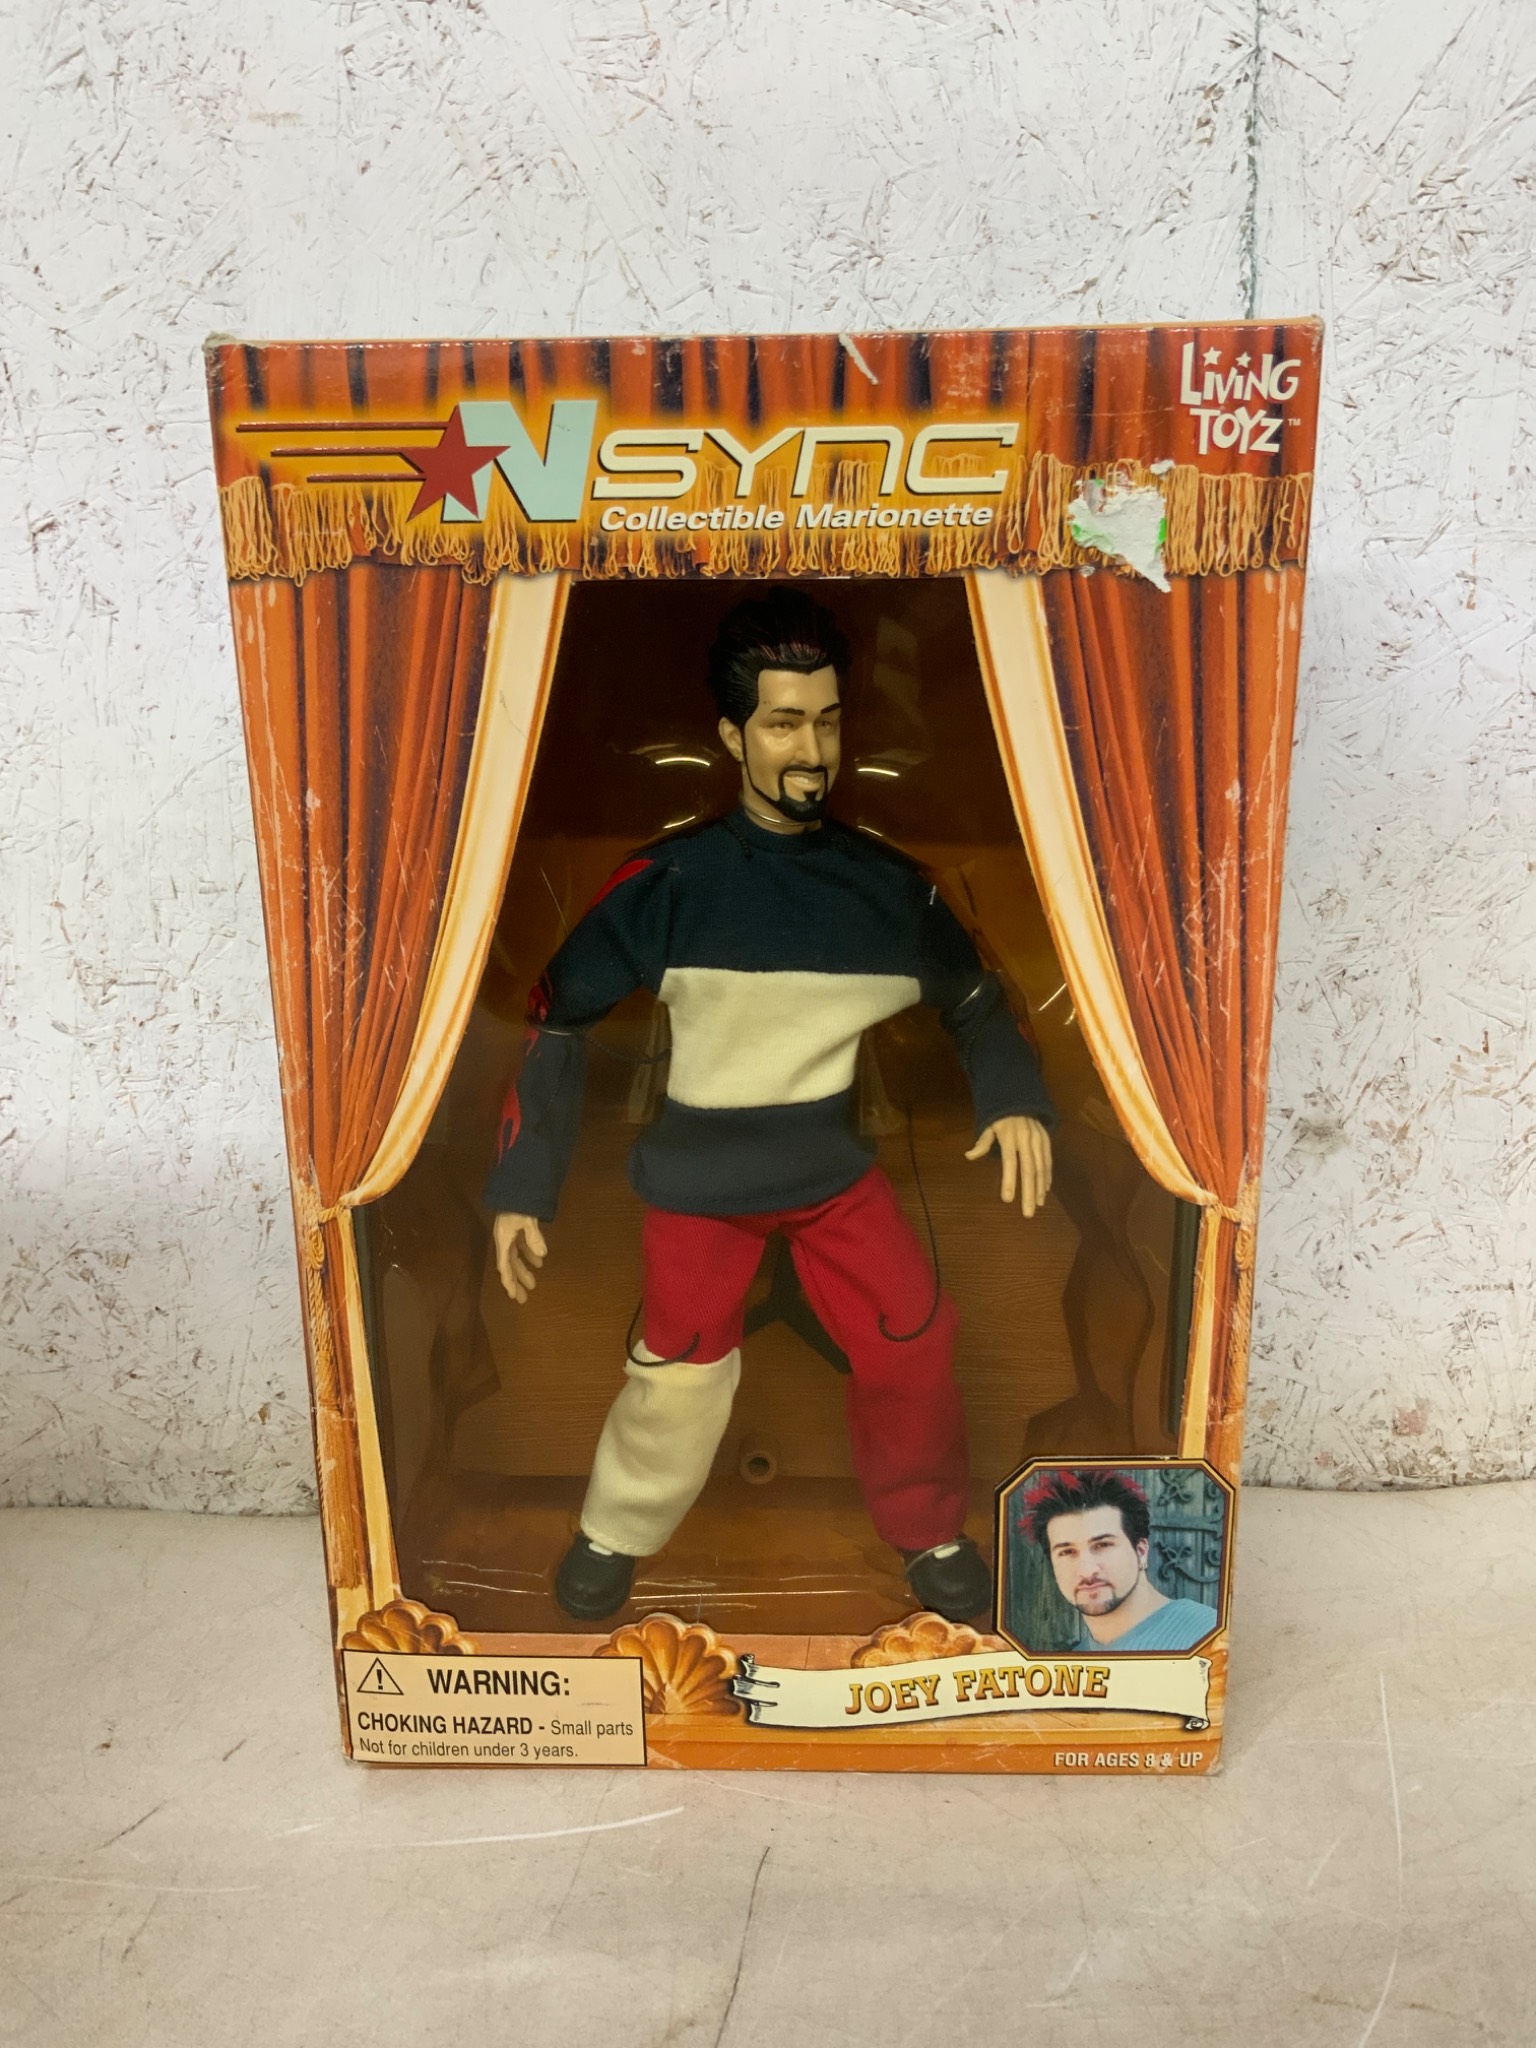 LiViNG
TOYZ™
NSYNC
Collectible Marionette
WARNING:
CHOKING HAZARD - Small parts
Not for children under 3 years.
JOEY FATONE
FOR AGES 8 & UP